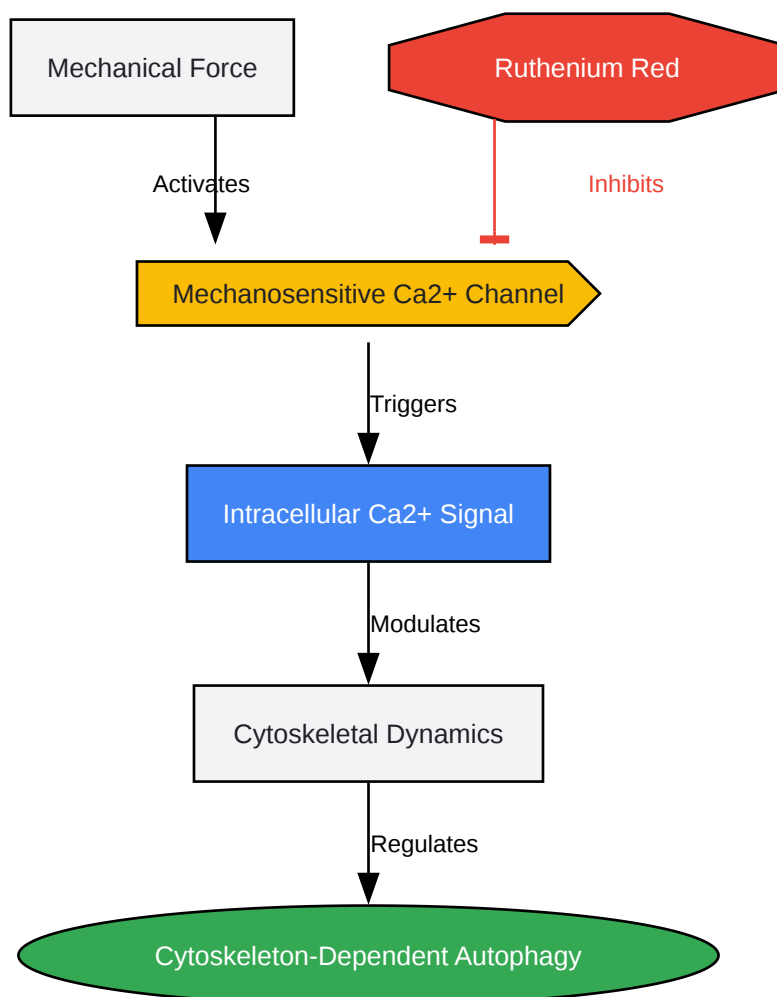 Mechanical Force
Ruthenium Red
Activates
Inhibits
Mechanosensitive Ca2+ Channel
Triggers
Intracellular Ca2+ Signal
Modulates
Cytoskeletal Dynamics
Regulates
Cytoskeleton-Dependent Autophagy